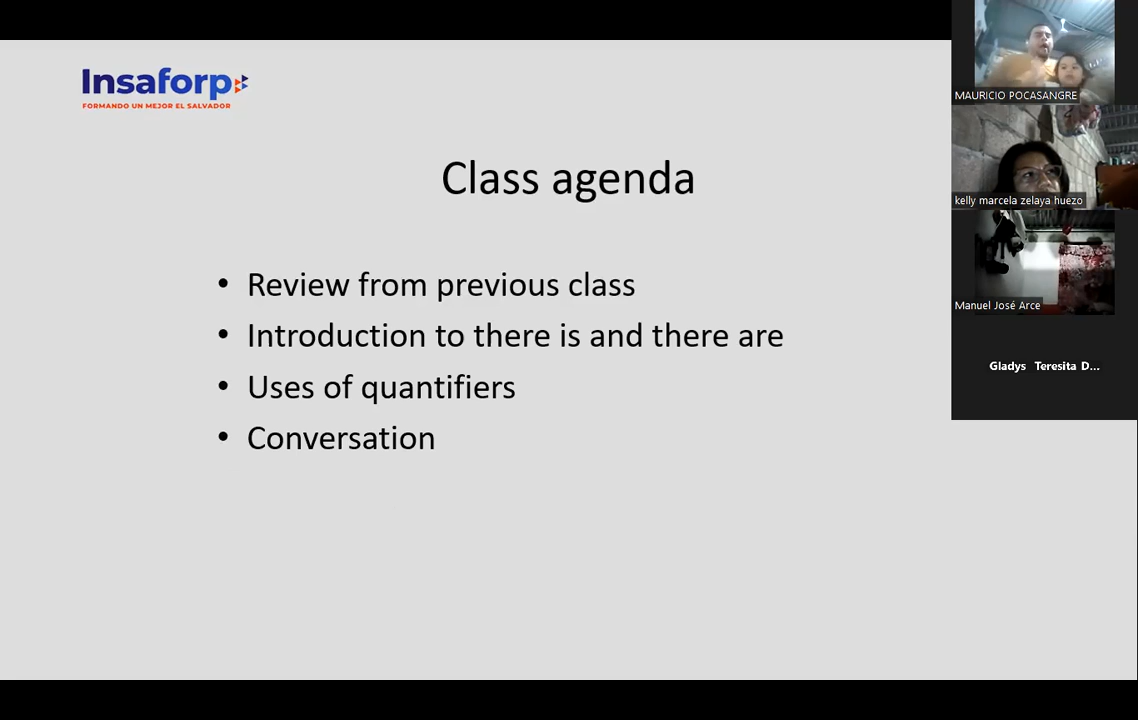 Insaforp
FORMANDO UN MEJOR EL SALVADOR
Class agenda
• Review from previous class
• Introduction to there is and there are
• Uses of quantifiers
• Conversation
MAURICIO POCASANGRE
kelly marcela zelaya huezo
Manuel José Arce
Gladys Teresita D...